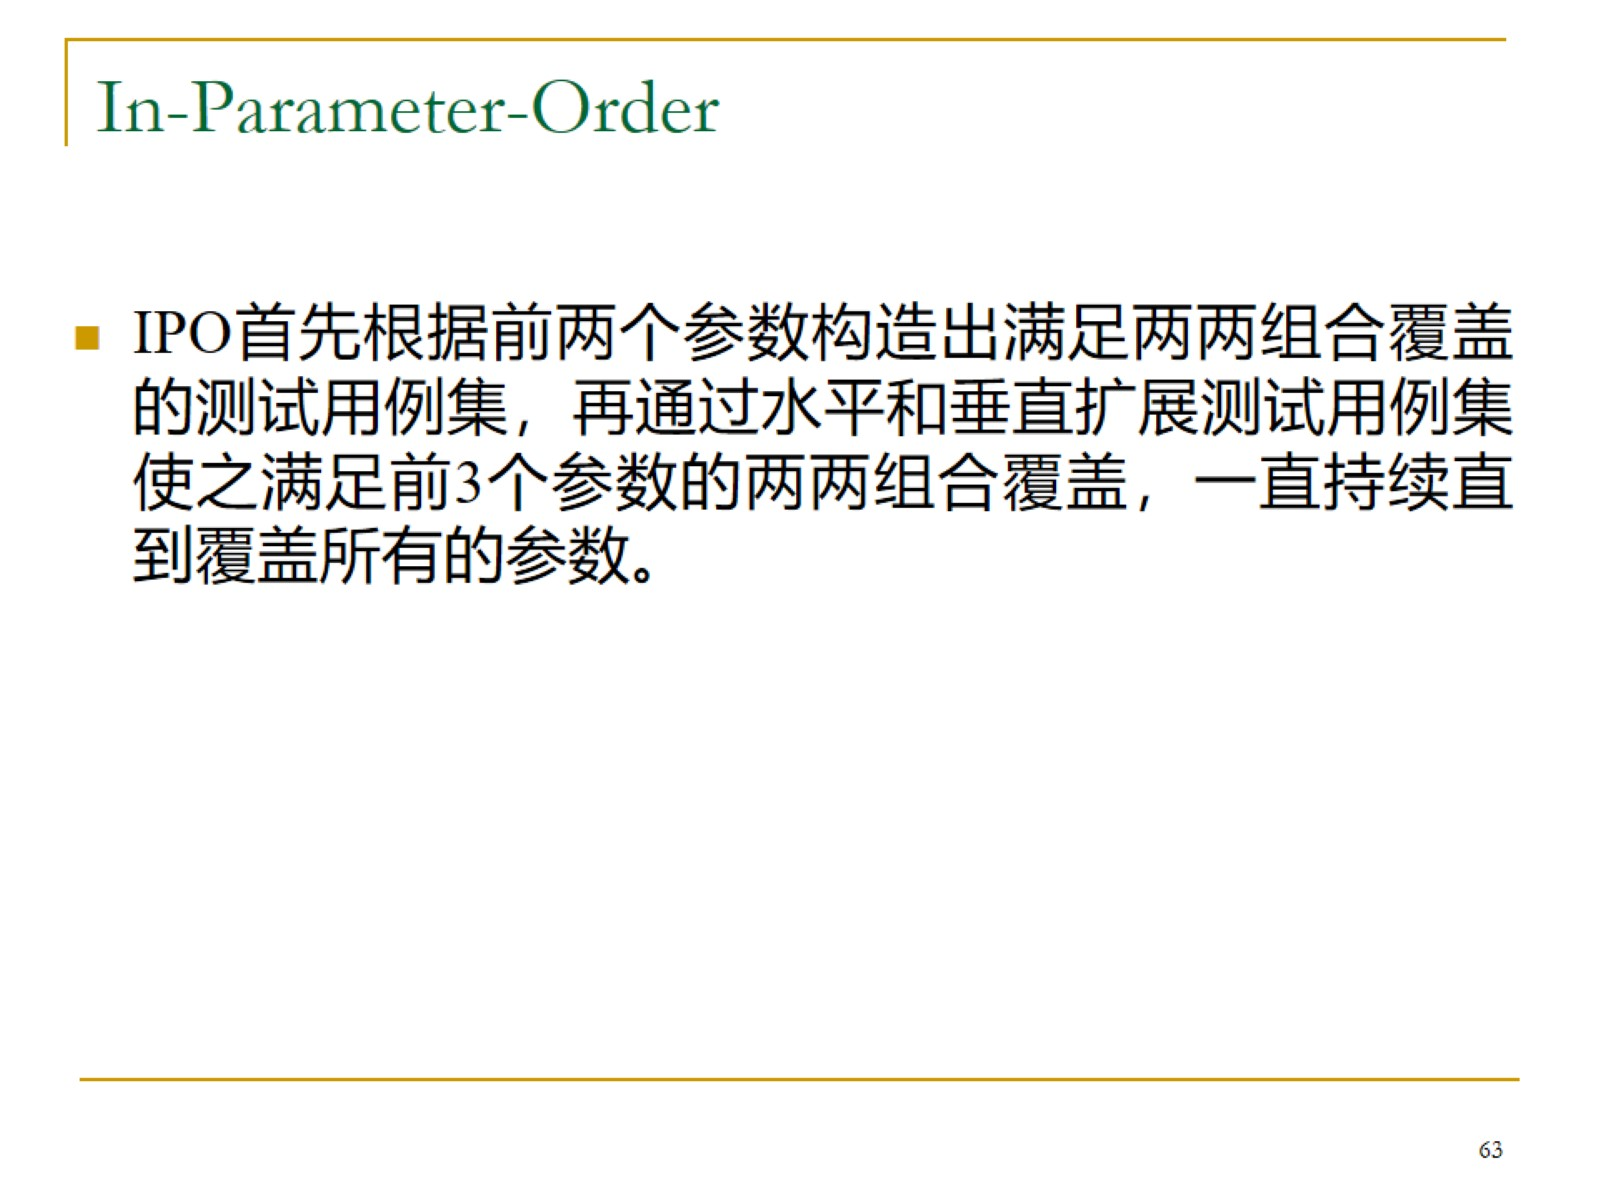 In-Parameter-Order
IPO首先根据前两个参数构造出满足两两组合覆盖
的测试用例集，再通过水平和垂直扩展测试用例集
使之满足前3个参数的两两组合覆盖，一直持续直
到覆盖所有的参数。
63